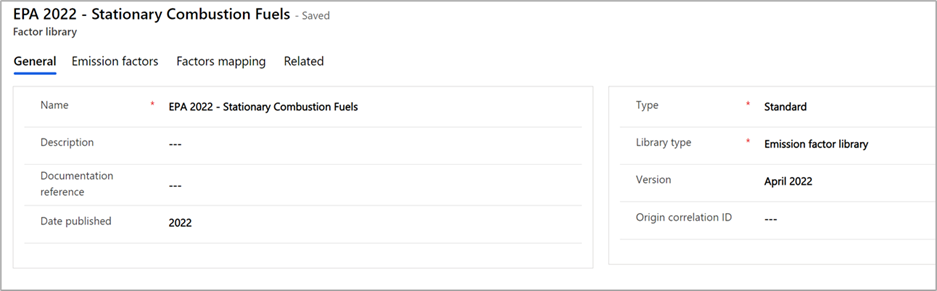 EPA 2022 - Stationary Combustion Fuels - Saved
Factor library
General Emission factors Factors mapping Related
Name * EPA 2022 - Stationary Combustion Fuels
Description ---
Documentation
reference ---
Date published 2022
Type * Standard
Library type * Emission factor library
Version April 2022
Origin correlation ID ---